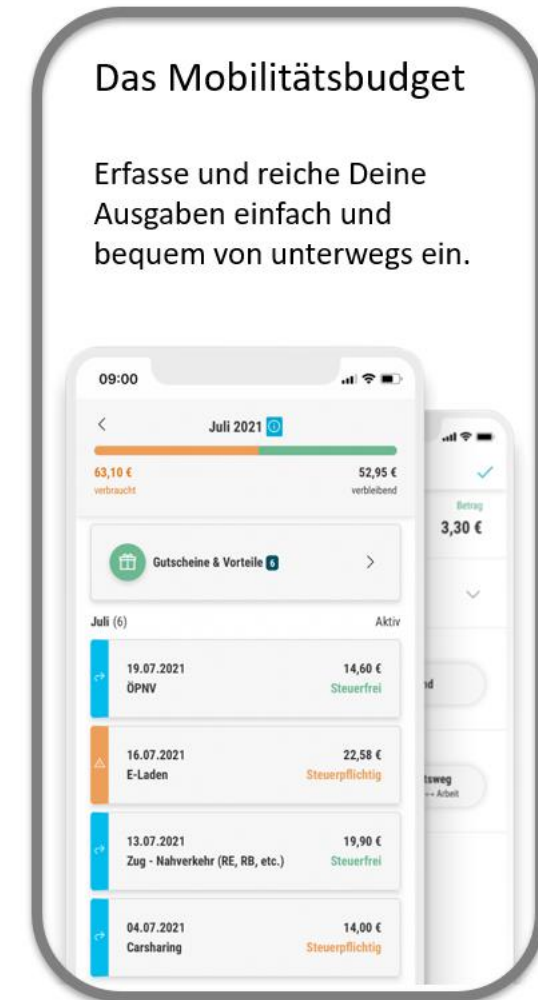 Das Mobilitätsbudget
Erfasse und reiche Deine
Ausgaben einfach und
bequem von unterwegs ein.
09:00
Juli 2021
63,10 €
52,95 €
verbraucht
verbleibend
Gutscheine & Vorteile 6
Juli (6)
Aktiv
19.07.2021
14,60 €
ÖPNV
Steuerfrei
16.07.2021
22,58 €
E-Laden
Steuerpflichtig
13.07.2021
19,90 €
Zug - Nahverkehr (RE, RB, etc.)
Steuerfrei
04.07.2021
14,00 €
Carsharing
Steuerpflichtig
Betrag
3,30 €
Arbeit